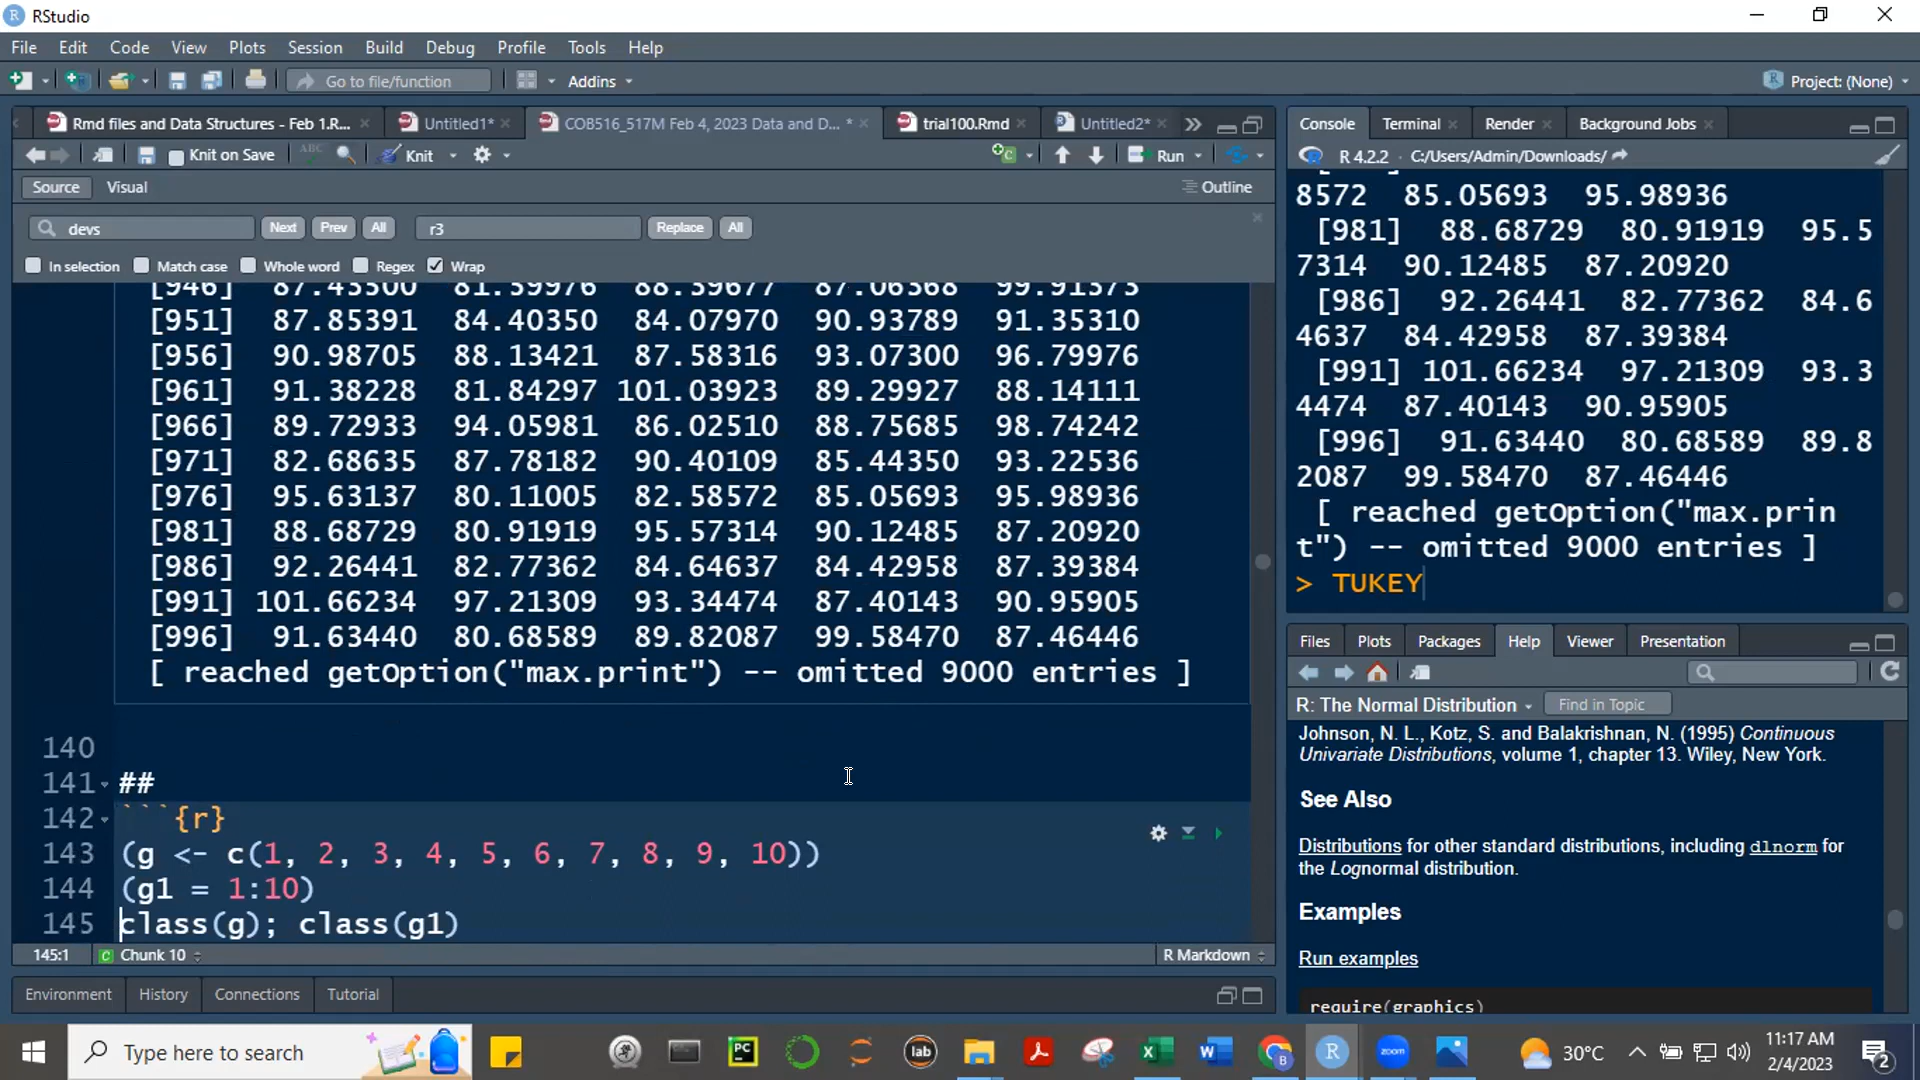 RStudio
File Edit Code View Plots Session Build Debug Profile Tools Help
Go to file/function Addins Project: (None)
Rmd files and Data Structures - Feb 1.R... Untitled1* COB516_517M Feb 4, 2023 Data and D... * trial100.Rmd Untitled2*
Knit on Save ABC Knit Run
Source Visual Outline
devs Next Prev All r3 Replace All
In selection Match case Whole word Regex Wrap
[946] 87.43500 81.59976 88.39677 87.06368 99.91373
[951] 87.85391 84.40350 84.07970 90.93789 91.35310
[956] 90.98705 88.13421 87.58316 93.07300 96.79976
[961] 91.38228 81.84297 101.03923 89.29927 88.14111
[966] 89.72933 94.05981 86.02510 88.75685 98.74242
[971] 82.68635 87.78182 90.40109 85.44350 93.22536
[976] 95.63137 80.11005 82.58572 85.05693 95.98936
[981] 88.68729 80.91919 95.57314 90.12485 87.20920
[986] 92.26441 82.77362 84.64637 84.42958 87.39384
[991] 101.66234 97.21309 93.34474 87.40143 90.95905
[996] 91.63440 80.68589 89.82087 99.58470 87.46446
[ reached getOption("max.print") -- omitted 9000 entries ]
140
141 ##
142 ```{r}
143 (g <- c(1, 2, 3, 4, 5, 6, 7, 8, 9, 10))
144 (g1 = 1:10)
145 class(g); class(g1)
145:1 Chunk 10 R Markdown
Environment History Connections Tutorial
Console Terminal Render Background Jobs
R 4.2.2 · C:/Users/Admin/Downloads/
8572 85.05693 95.98936
[981] 88.68729 80.91919 95.5
7314 90.12485 87.20920
[986] 92.26441 82.77362 84.6
4637 84.42958 87.39384
[991] 101.66234 97.21309 93.3
4474 87.40143 90.95905
[996] 91.63440 80.68589 89.8
2087 99.58470 87.46446
[ reached getOption("max.prin
t") -- omitted 9000 entries ]
> TUKEY
Files Plots Packages Help Viewer Presentation
R: The Normal Distribution Find in Topic
Johnson, N. L., Kotz, S. and Balakrishnan, N. (1995) Continuous
Univariate Distributions, volume 1, chapter 13. Wiley, New York.
See Also
Distributions for other standard distributions, including dlnorm for
the Lognormal distribution.
Examples
Run examples
require(graphics)
Type here to search PC lab 30°C 11:17 AM
2/4/2023 2